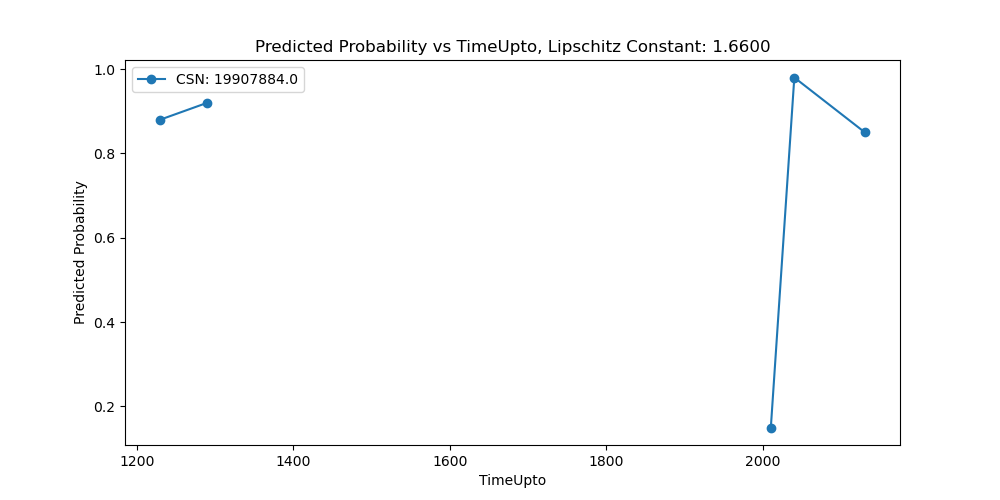 Predicted Probability vs TimeUpto, Lipschitz Constant: 1.6600
CSN: 19907884.0
1.0
0.8
0.6
0.4
0.2
Predicted Probability
1200 1400 1600 1800 2000
TimeUpto